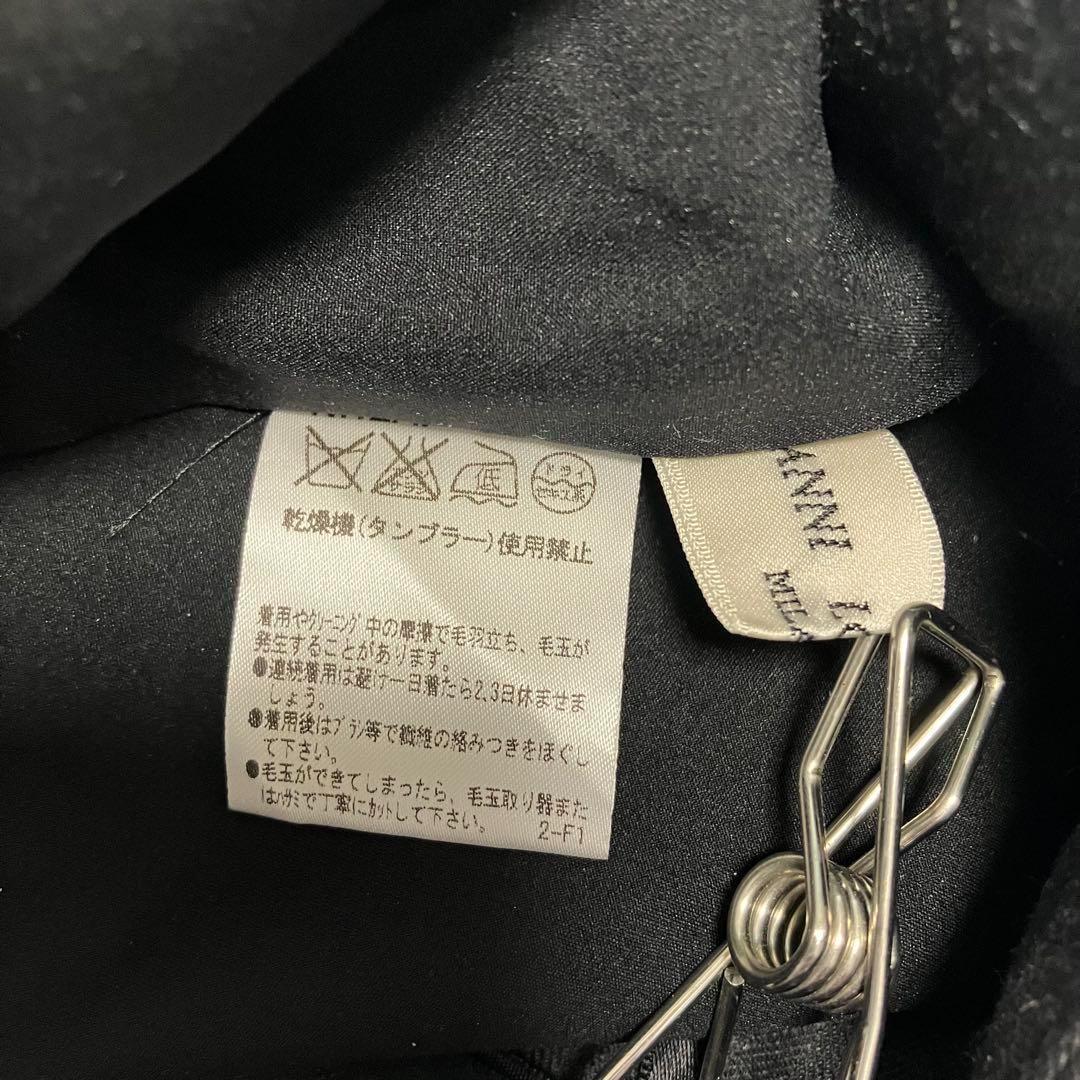 低
ドライ
乾燥機(タンブラー)使用禁止
着用やクリーニング中の摩擦で毛羽立ち、毛玉が
発生することがあります。
●連続着用は避け一日着たら2,3日休ませま
しょう。
●着用後はブラシ等で繊維の絡みつきをほぐし
て下さい。
●毛玉ができてしまったら、毛玉取り器また
はハサミで丁寧にカットして下さい。
2-F1
ANNI